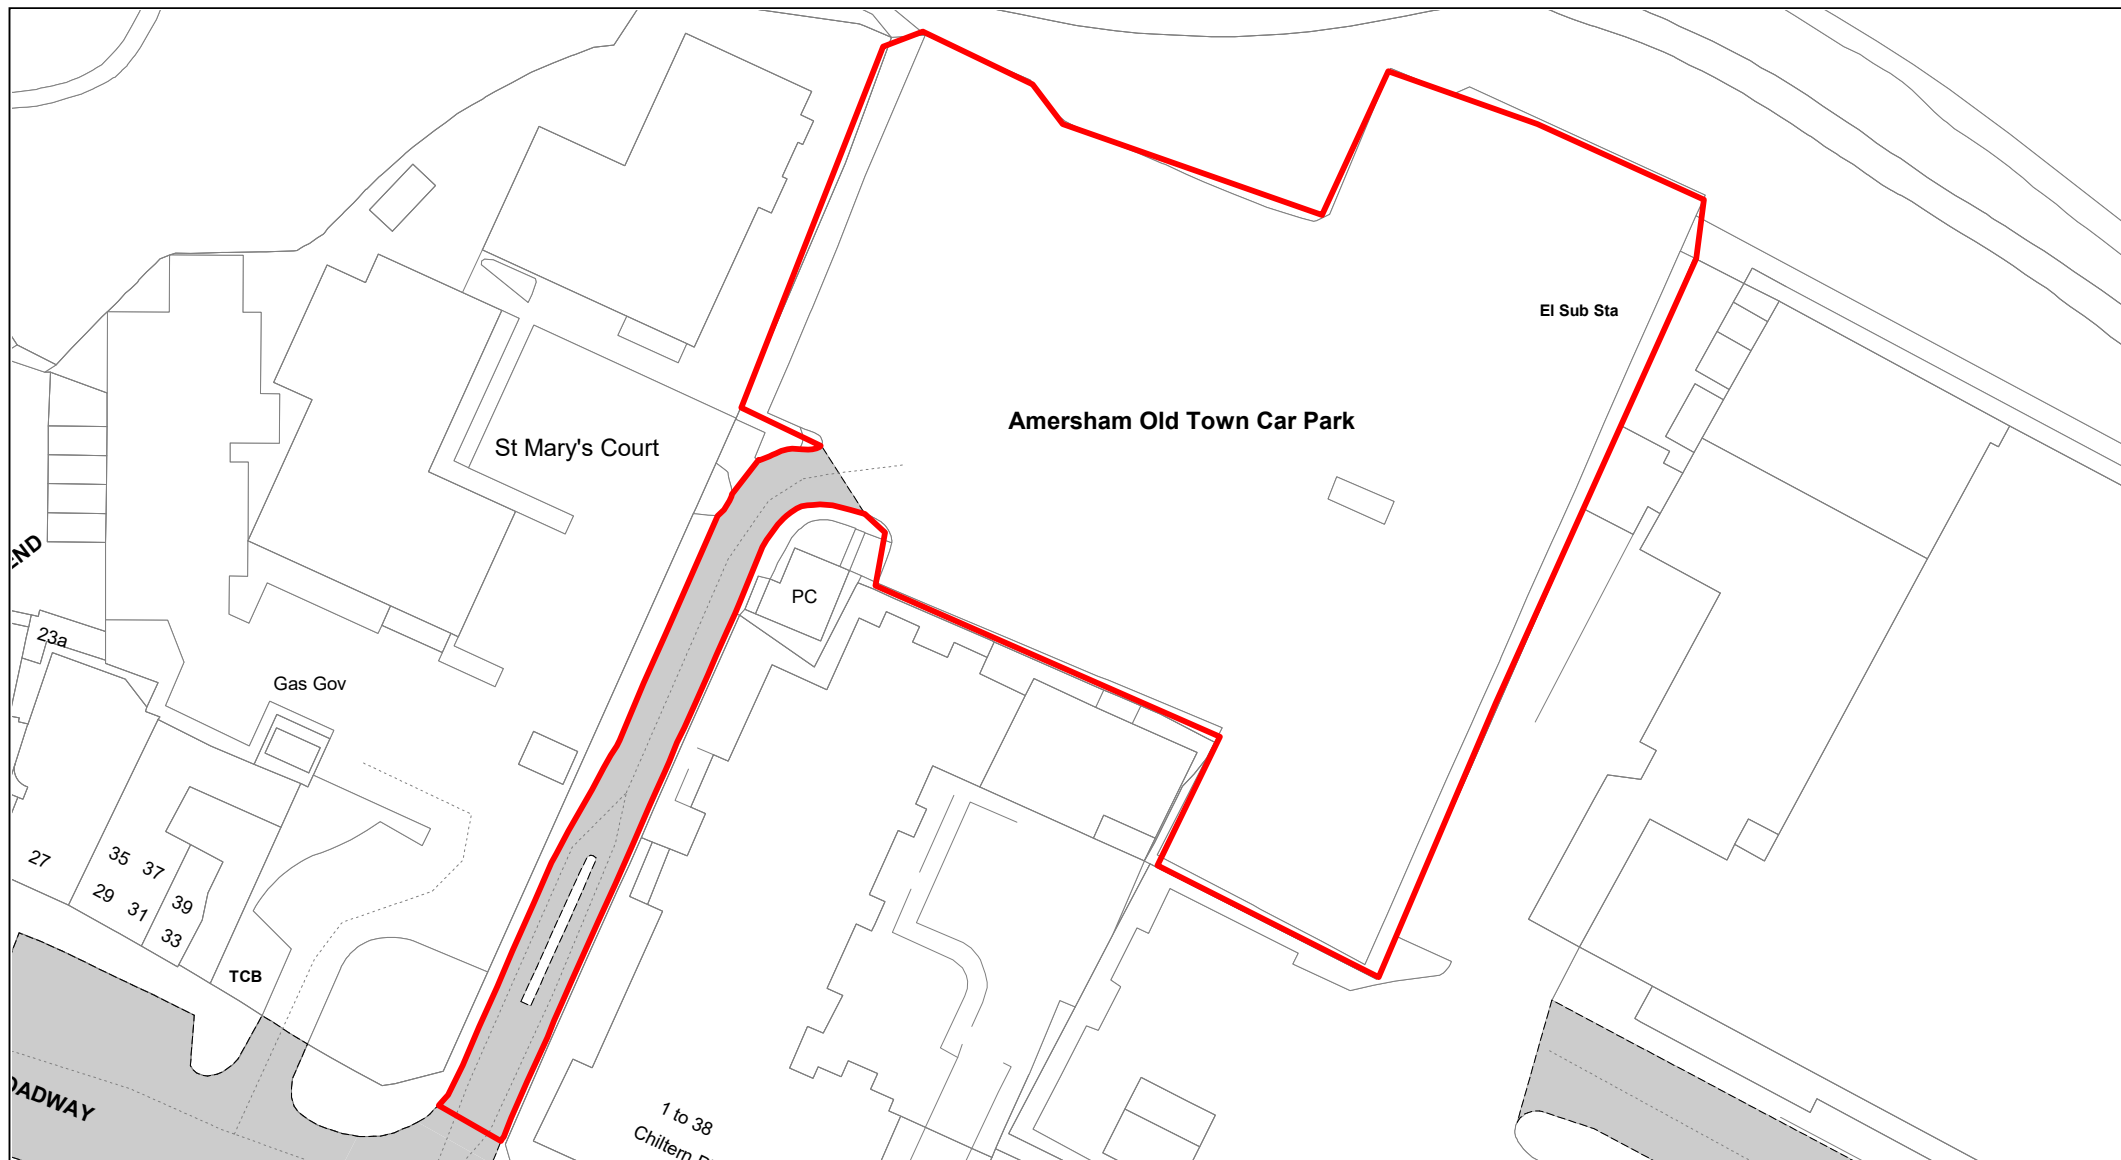 El Sub Sta
Amersham Old Town Car Park
St Mary's Court
PC
23a
Gas Gov
27
35
37
39
29
31
33
TCB
1 to 38
Chiltern